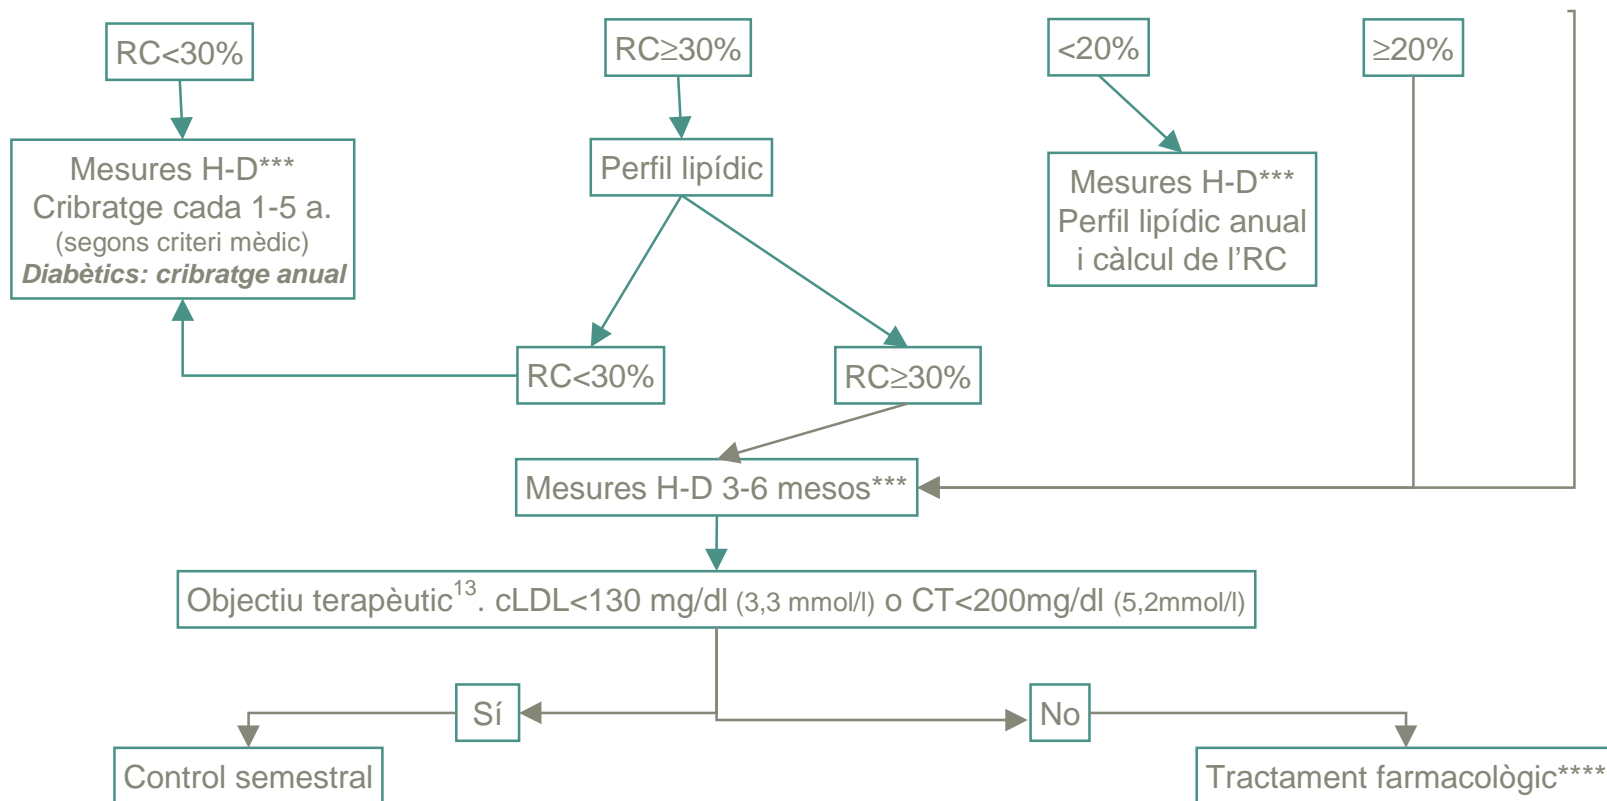 RC<30%
RC≥30%
<20%
≥20%
Mesures H-D***
Cribratge cada 1-5 a.
(segons criteri mèdic)
Diabètics: cribratge anual
Perfil lipídic
Mesures H-D***
Perfil lipídic anual
i càlcul de l'RC
RC<30%
RC≥30%
Mesures H-D 3-6 mesos***
Objectiu terapèutic13. cLDL<130 mg/dl (3,3 mmol/l) o CT<200mg/dl (5,2mmol/l)
Sí
No
Control semestral
Tractament farmacològic****